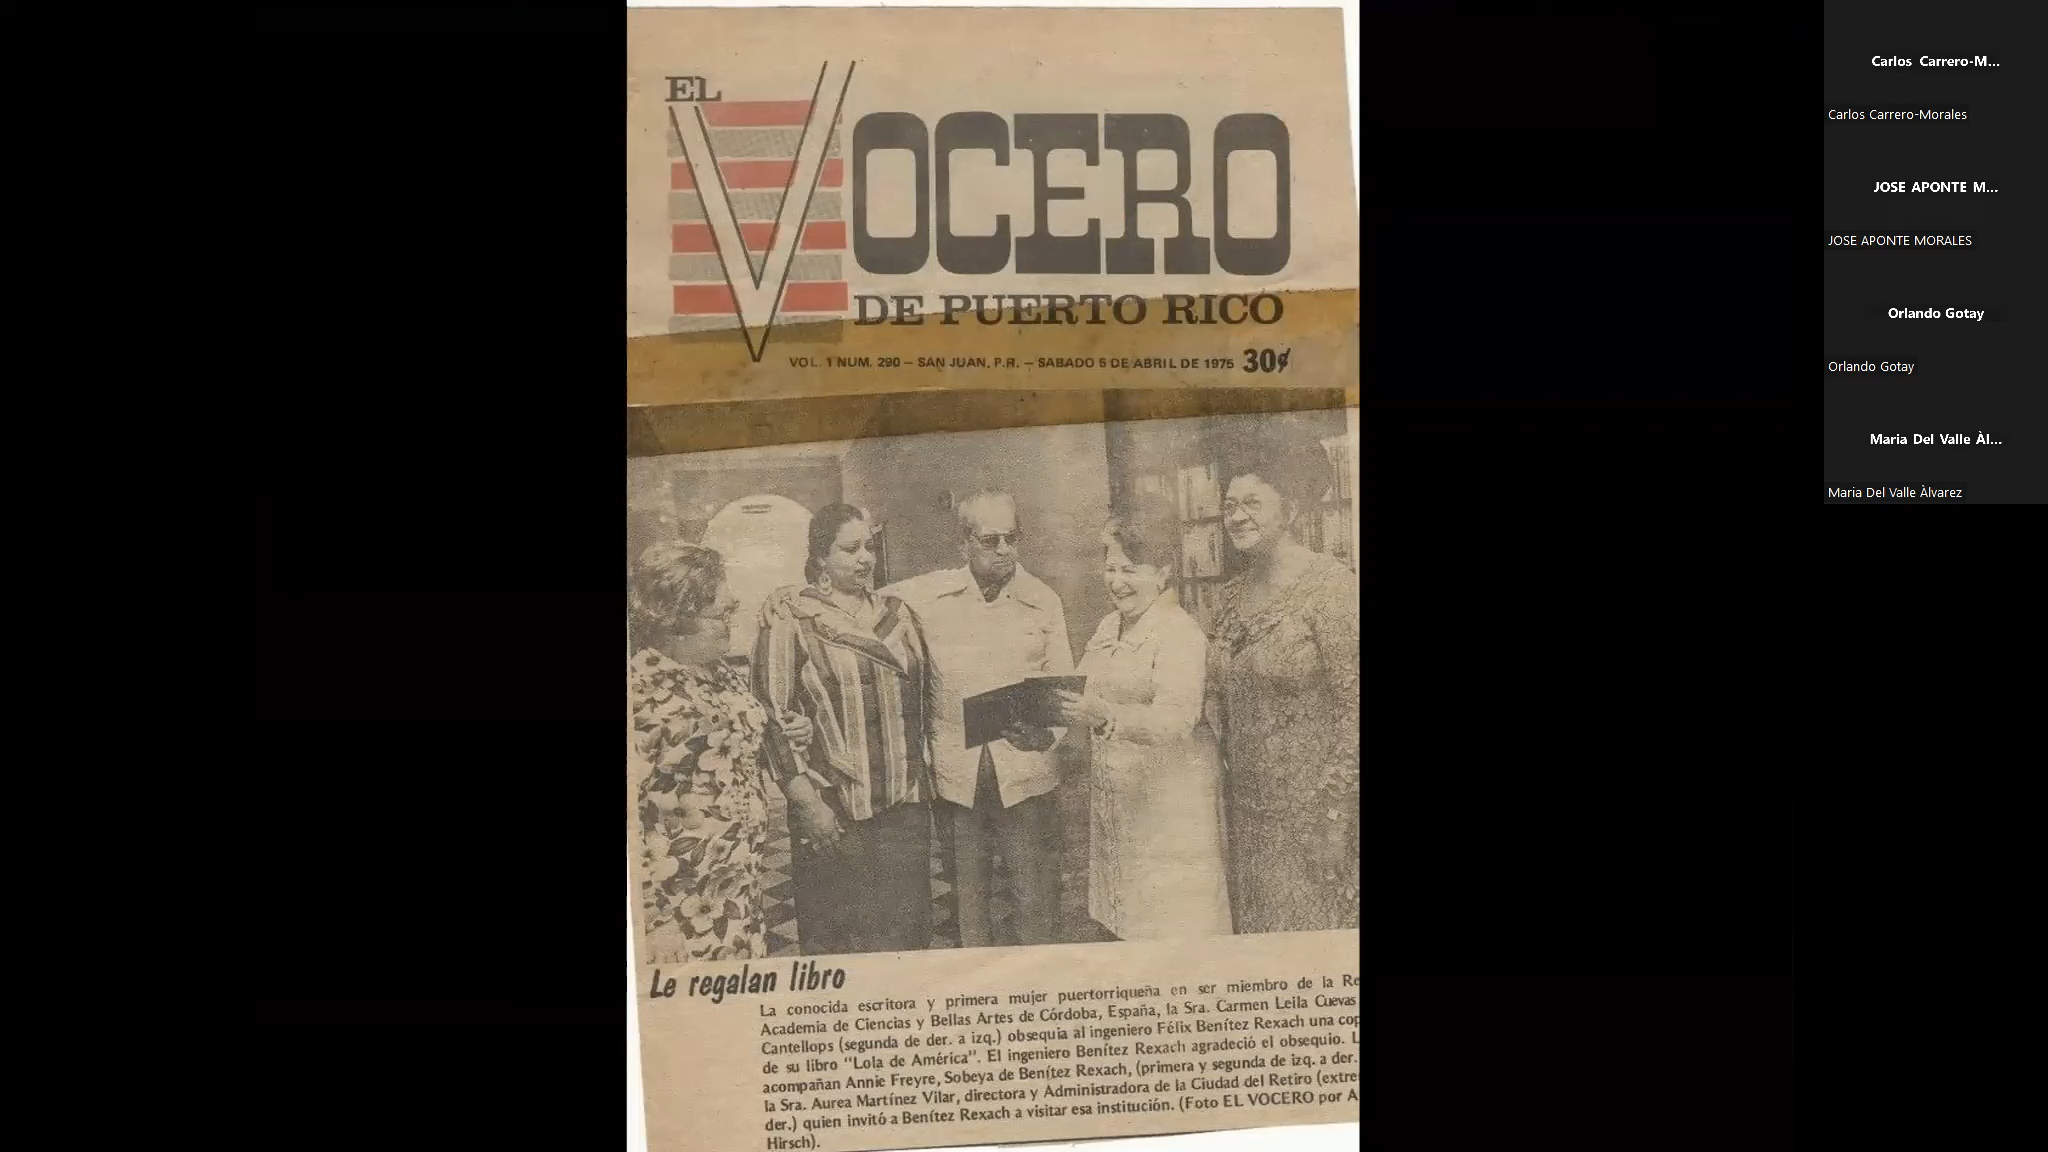 EL
VOCERO
DE PUERTO RICO
VOL. 1 NUM. 290 – SAN JUAN, P.R. – SABADO 5 DE ABRIL DE 1975 30¢
Le regalan libro
La conocida escritora y primera mujer puertorriqueña en ser miembro de la Re
Academia de Ciencias y Bellas Artes de Córdoba, España, la Sra. Carmen Leila Cuevas
Cantellops (segunda de der. a izq.) obsequia al ingeniero Félix Benítez Rexach una cop
de su libro "Lola de América". El ingeniero Benítez Rexach agradeció el obsequio. L
acompañan Annie Freyre, Sobeya de Benítez Rexach, (primera y segunda de izq. a der.
la Sra. Aurea Martínez Vilar, directora y Administradora de la Ciudad del Retiro (extre
der.) quien invitó a Benítez Rexach a visitar esa institución. (Foto EL VOCERO por A
Hirsch).
Carlos Carrero-M...
Carlos Carrero-Morales
JOSE APONTE M...
JOSE APONTE MORALES
Orlando Gotay
Orlando Gotay
Maria Del Valle Àl...
Maria Del Valle Àlvarez